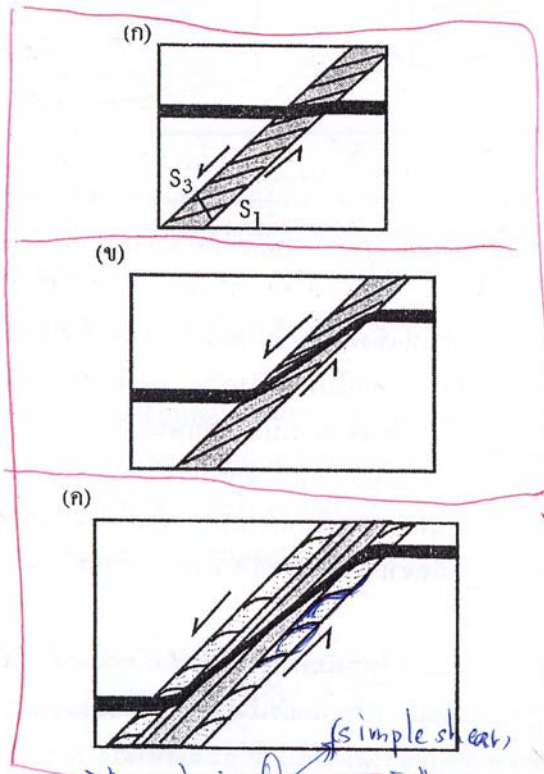 (ก)
S3
S1
(ข)
(ค)
(simple shear,